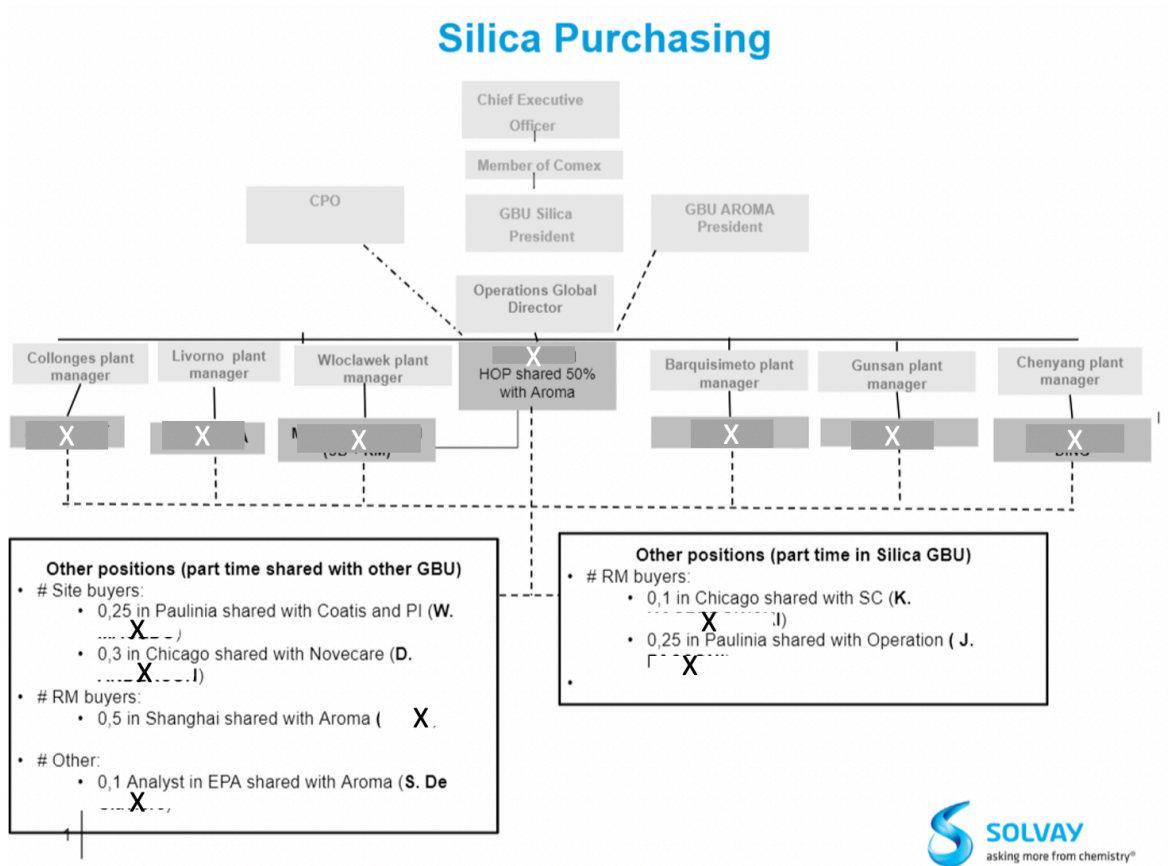 Silica Purchasing
Chief Executive
Officer
Member of Comex
CPO
GBU Silica
President
GBU AROMA
President
Operations Global
Director
Collonges plant
manager
Livorno plant
manager
Wloclawek plant
manager
X
HOP shared 50%
with Aroma
Barquisimeto plant
manager
Gunsan plant
manager
Chenyang plant
manager
X
X
X
X
X
X
Other positions (part time shared with other GBU)
• # Site buyers:
• 0,25 in Paulinia shared with Coatis and PI (W.
X )
• 0,3 in Chicago shared with Novecare (D.
X )
• # RM buyers:
• 0,5 in Shanghai shared with Aroma ( X
• # Other:
• 0,1 Analyst in EPA shared with Aroma (S. De
X )
Other positions (part time in Silica GBU)
• # RM buyers:
• 0,1 in Chicago shared with SC (K.
X I)
• 0,25 in Paulinia shared with Operation ( J.
X
•
1
SOLVAY
asking more from chemistry®